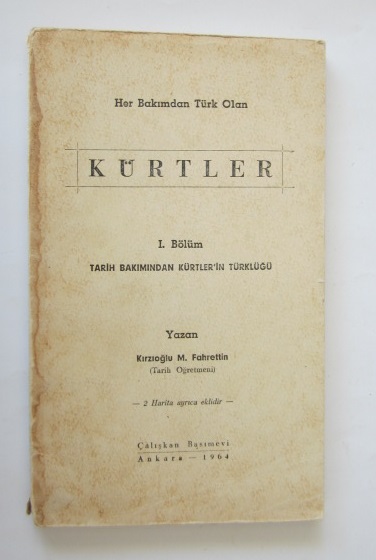 Her Bakımdan Türk Olan
KÜRTLER
I. Bölüm
TARİH BAKIMINDAN KÜRTLER'İN TÜRKLÜĞÜ
Yazan
Kırzıoğlu M. Fahrettin
(Tarih Öğretmeni)
— 2 Harita ayrıca eklidir —
Çalışkan Basımevi
Ankara — 1964